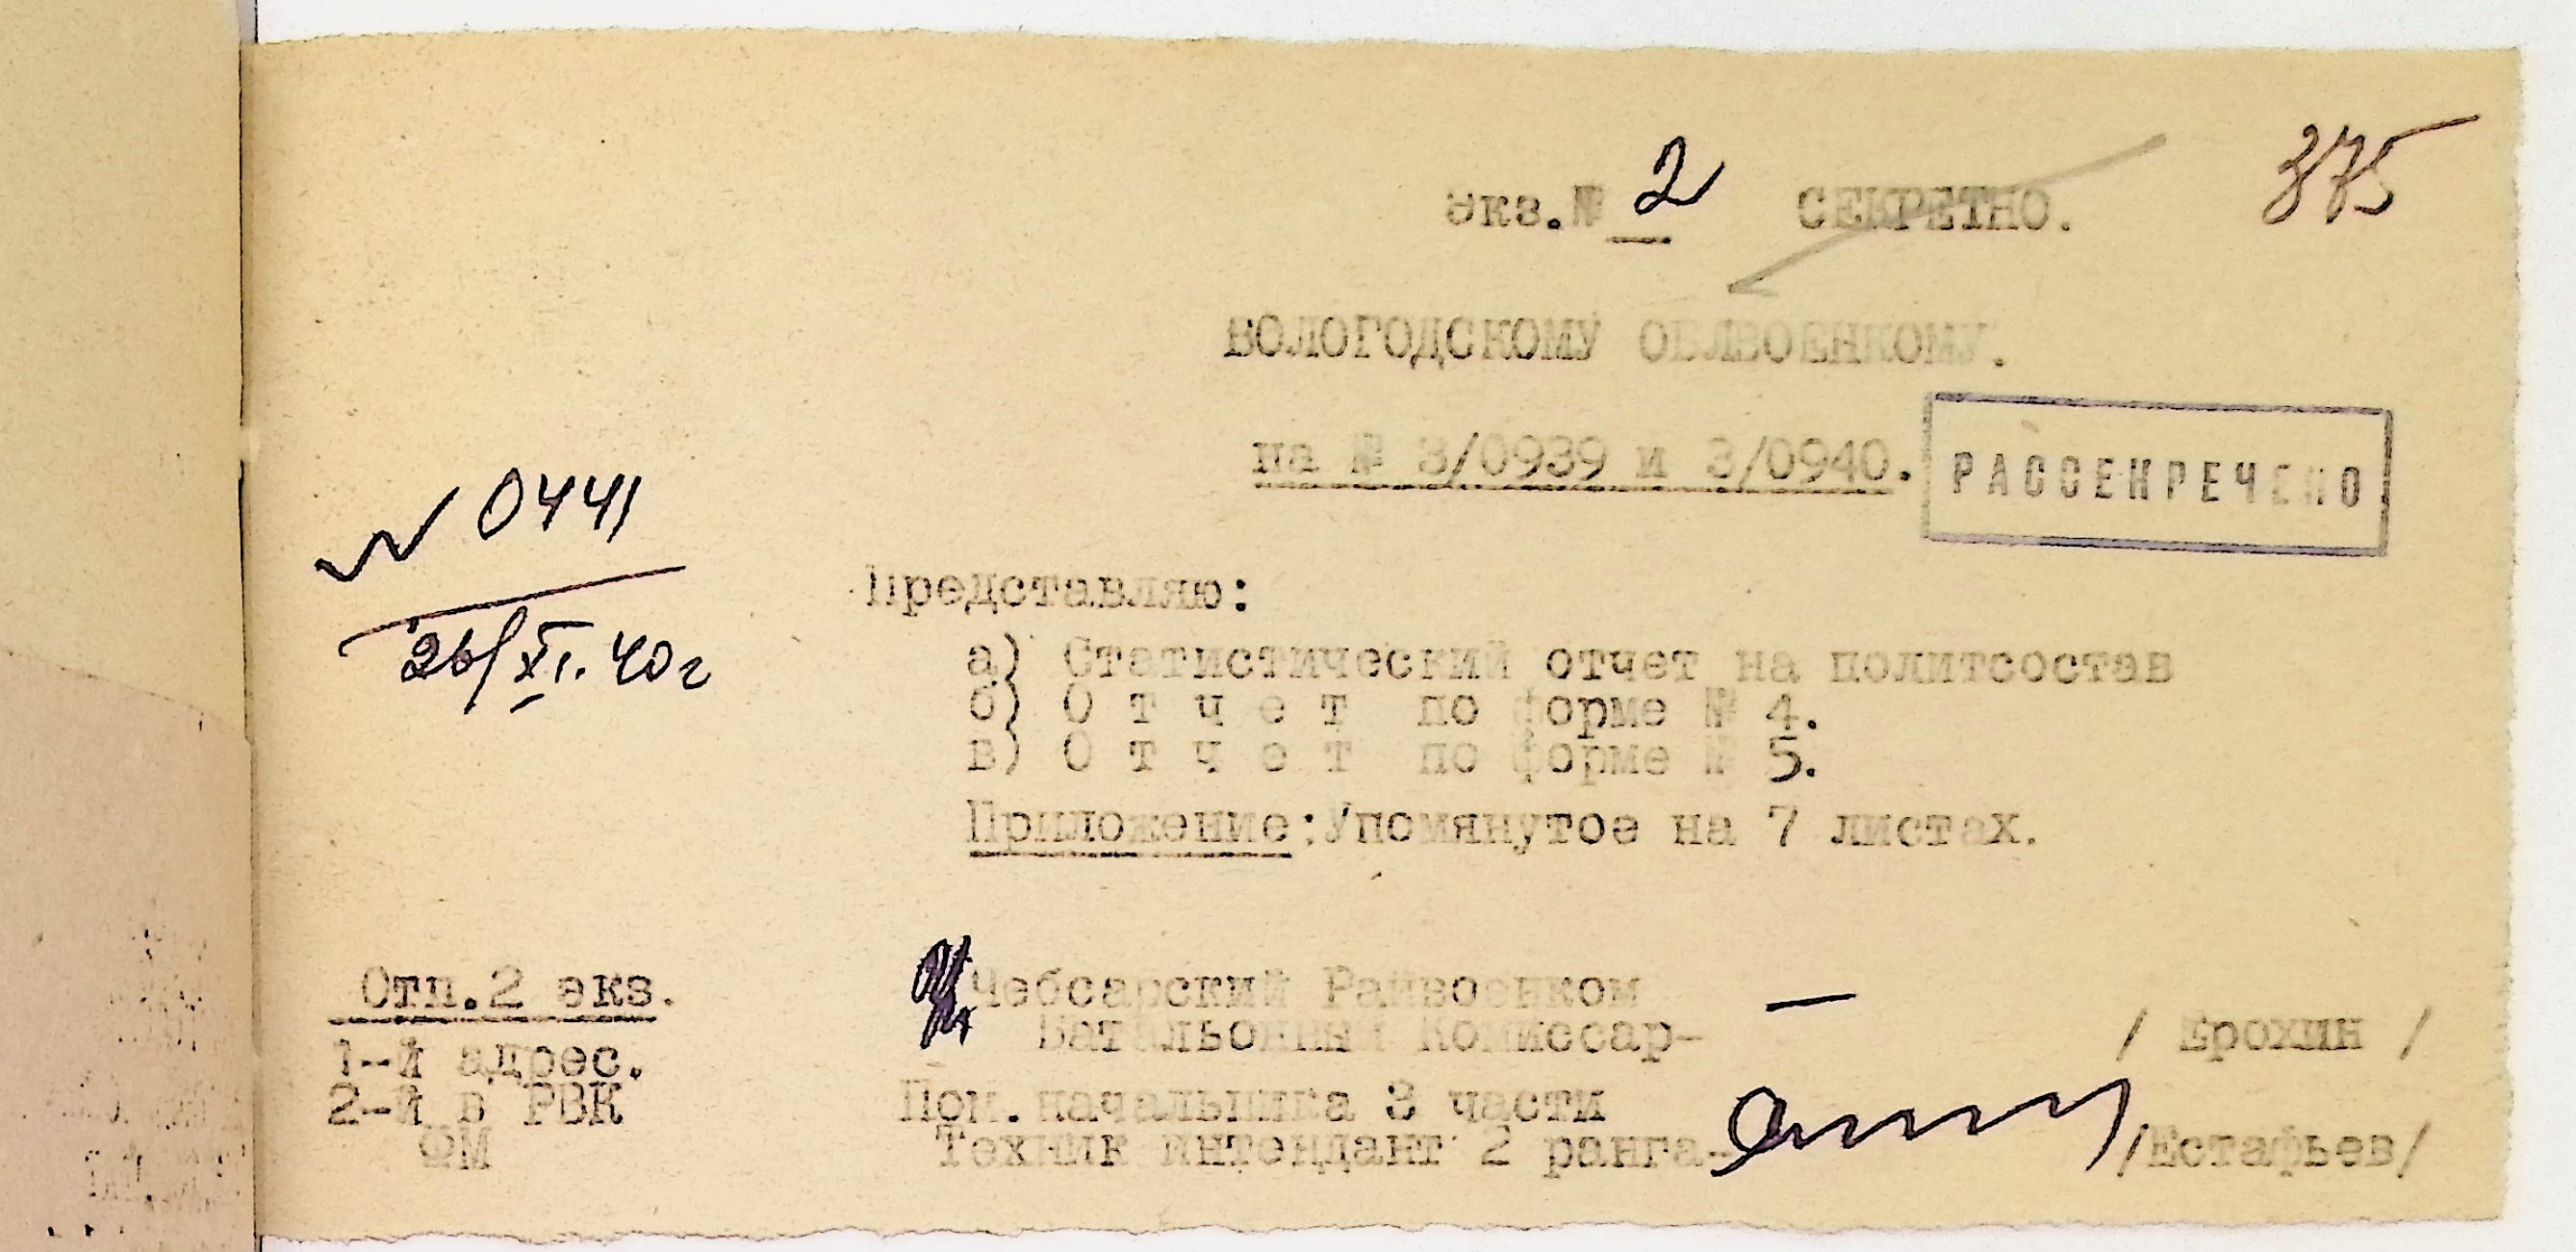 375
экз.№ 2 СЕКРЕТНО.
ВОЛОГОДСКОМУ ОБЛВОЕНКОМУ.
на № 3/0939 и 3/0940.
РАССЕКРЕЧЕНО
№ 0441
26/XI.40г
Представляю:
а) Статистический отчет на политсостав
б) О т ч е т по форме № 4.
в) О т ч е т по форме № 5.
Приложение:Упомянутое на 7 листах.
Чебсарский Райвоенком
Батальонный Комиссар- / Ерохин /
Пом.начальника 3 части
Техник интендант 2 ранга- /Естафьев/
Отп.2 экз.
1-й адрес.
2-й в РВК
ФМ